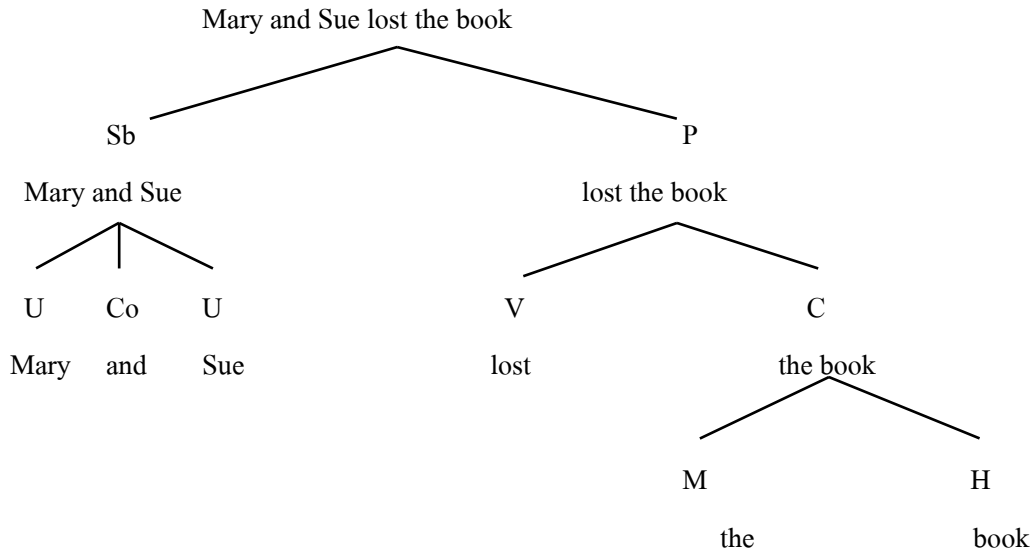 Mary and Sue lost the book
Sb P
Mary and Sue lost the book
U Co U V C
Mary and Sue lost the book
M H
the book